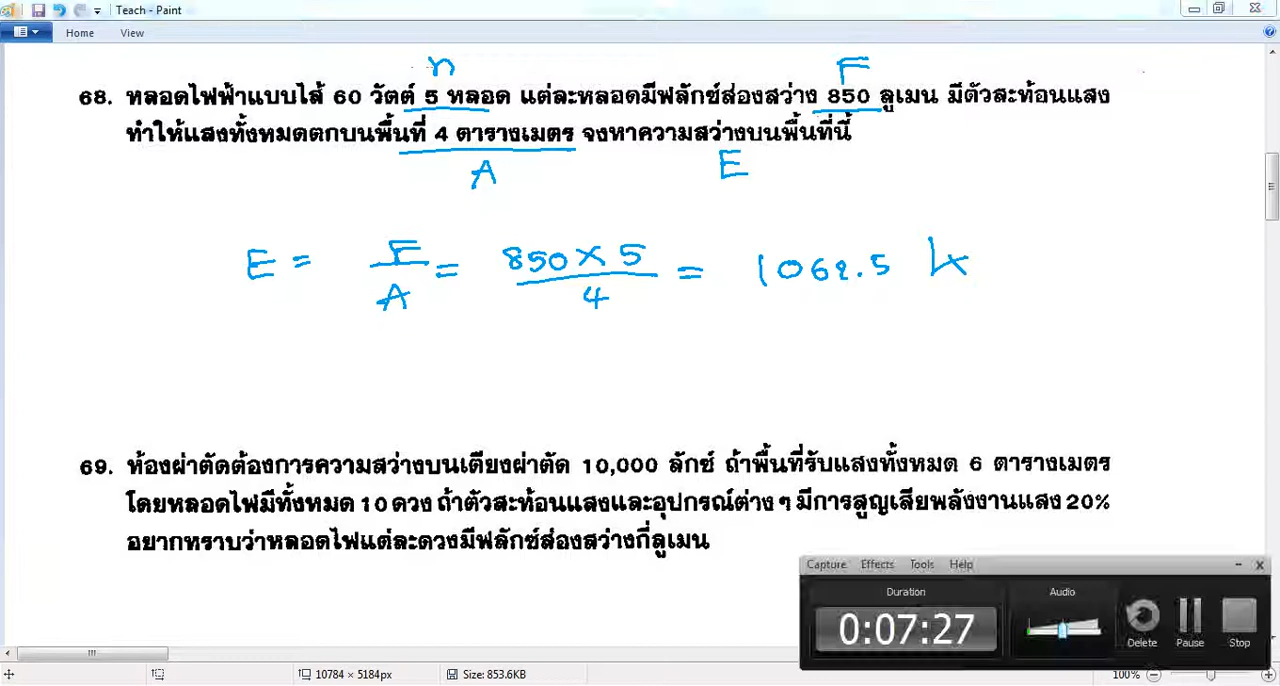 Teach - Paint
Home View
n F
68. หลอดไฟฟ้าแบบไส้ 60 วัตต์ 5 หลอด แต่ละหลอดมีฟลักซ์ส่องสว่าง 850 ลูเมน มีตัวสะท้อนแสง
ทำให้แสงทั้งหมดตกบนพื้นที่ 4 ตารางเมตร จงหาความสว่างบนพื้นที่นี้
A E
E = F/A = 850 × 5/4 = 1062.5 lx
69. ห้องผ่าตัดต้องการความสว่างบนเตียงผ่าตัด 10,000 ลักซ์ ถ้าพื้นที่รับแสงทั้งหมด 6 ตารางเมตร
โดยหลอดไฟมีทั้งหมด 10 ดวง ถ้าตัวสะท้อนแสงและอุปกรณ์ต่าง ๆ มีการสูญเสียพลังงานแสง 20%
อยากทราบว่าหลอดไฟแต่ละดวงมีฟลักซ์ส่องสว่างกี่ลูเมน
Capture Effects Tools Help
Duration Audio
0:07:27
Delete Pause Stop
10784 × 5184px Size: 853.6KB 100%